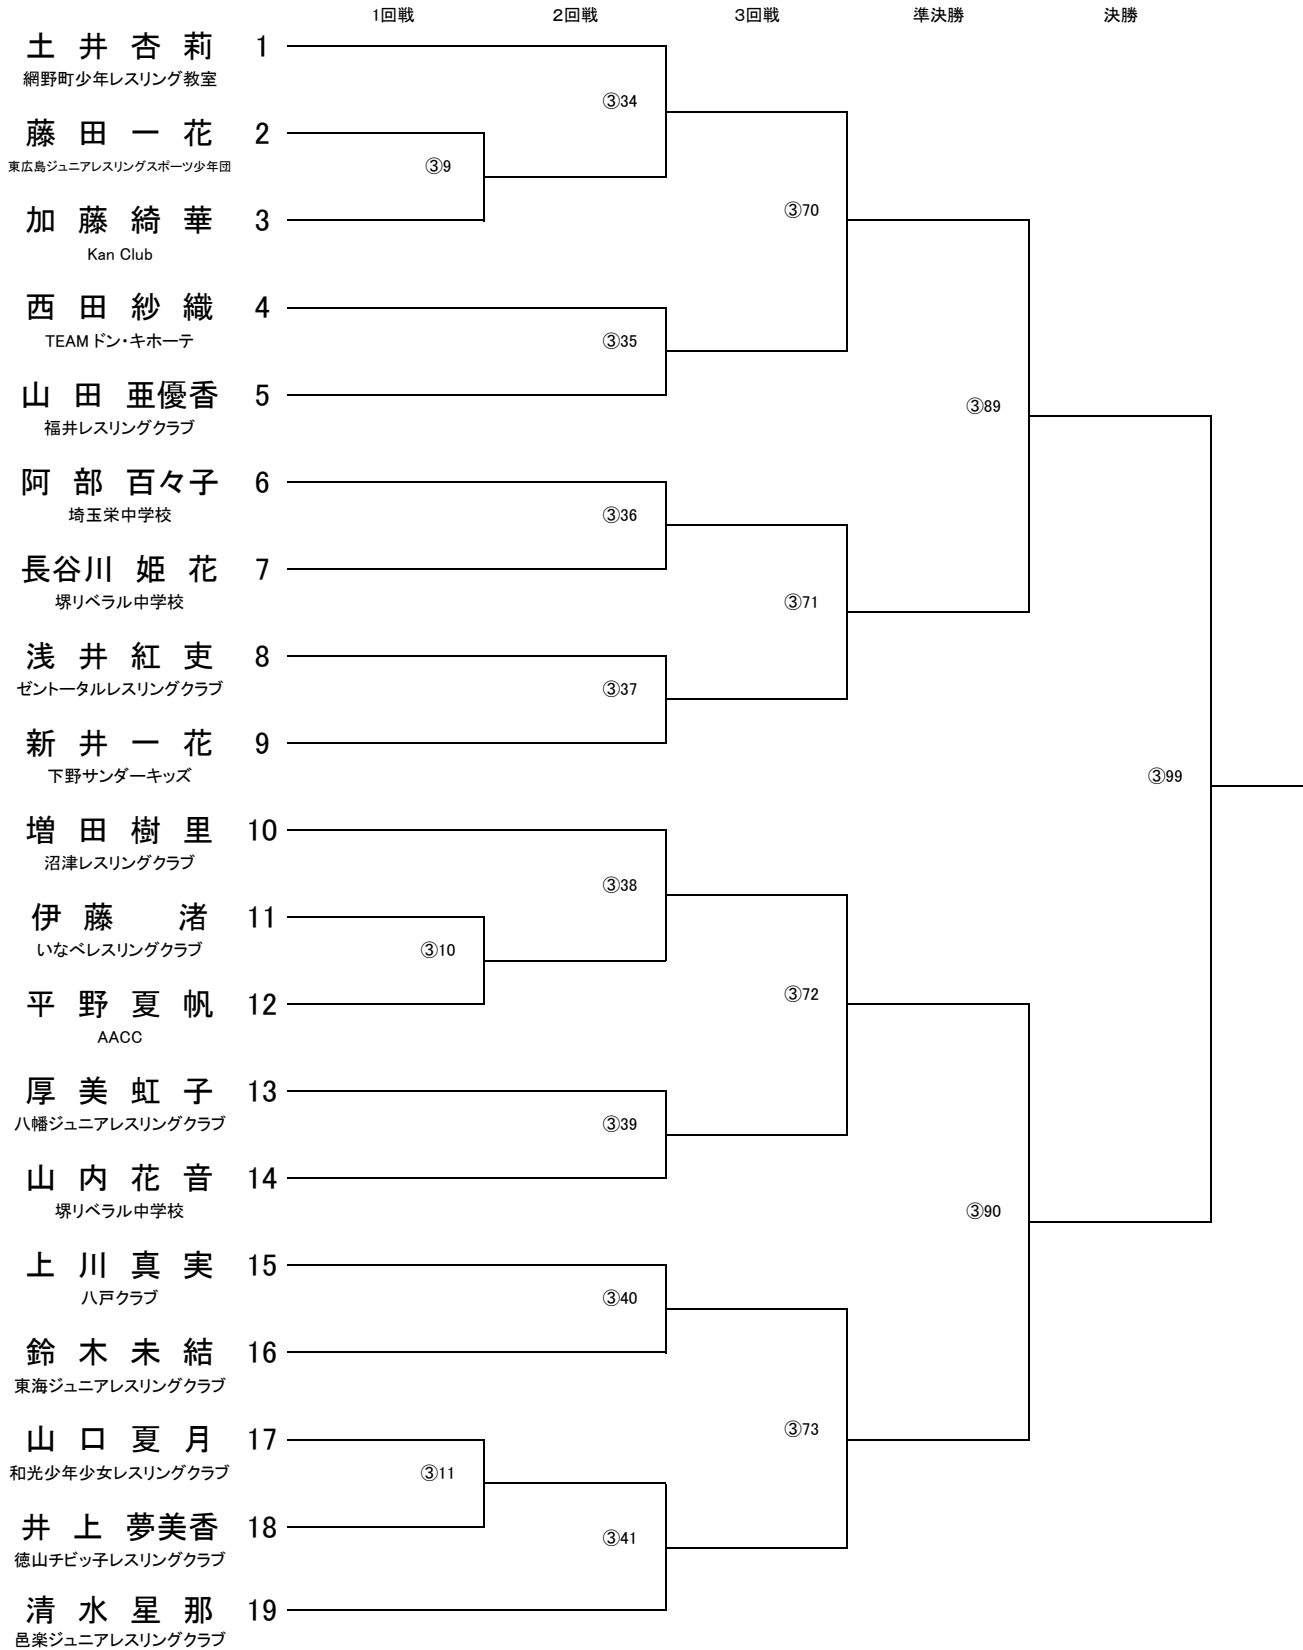 1回戦 2回戦 3回戦 準決勝 決勝
土井杏莉 1
網野町少年レスリング教室
③34
藤田一花 2
東広島ジュニアレスリングスポーツ少年団
③9
加藤綺華 3
Kan Club
③70
西田紗織 4
TEAMドン・キホーテ
③35
山田亜優香 5
福井レスリングクラブ
③89
阿部百々子 6
埼玉栄中学校
③36
長谷川姫花 7
堺リベラル中学校
③71
浅井紅吏 8
ゼントータルレスリングクラブ
③37
新井一花 9
下野サンダーキッズ
③99
増田樹里 10
沼津レスリングクラブ
③38
伊藤渚 11
いなべレスリングクラブ
③10
平野夏帆 12
AACC
③72
厚美虹子 13
八幡ジュニアレスリングクラブ
③39
山内花音 14
堺リベラル中学校
③90
上川真実 15
八戸クラブ
③40
鈴木未結 16
東海ジュニアレスリングクラブ
③73
山口夏月 17
和光少年少女レスリングクラブ
③11
井上夢美香 18
徳山チビッ子レスリングクラブ
③41
清水星那 19
邑楽ジュニアレスリングクラブ